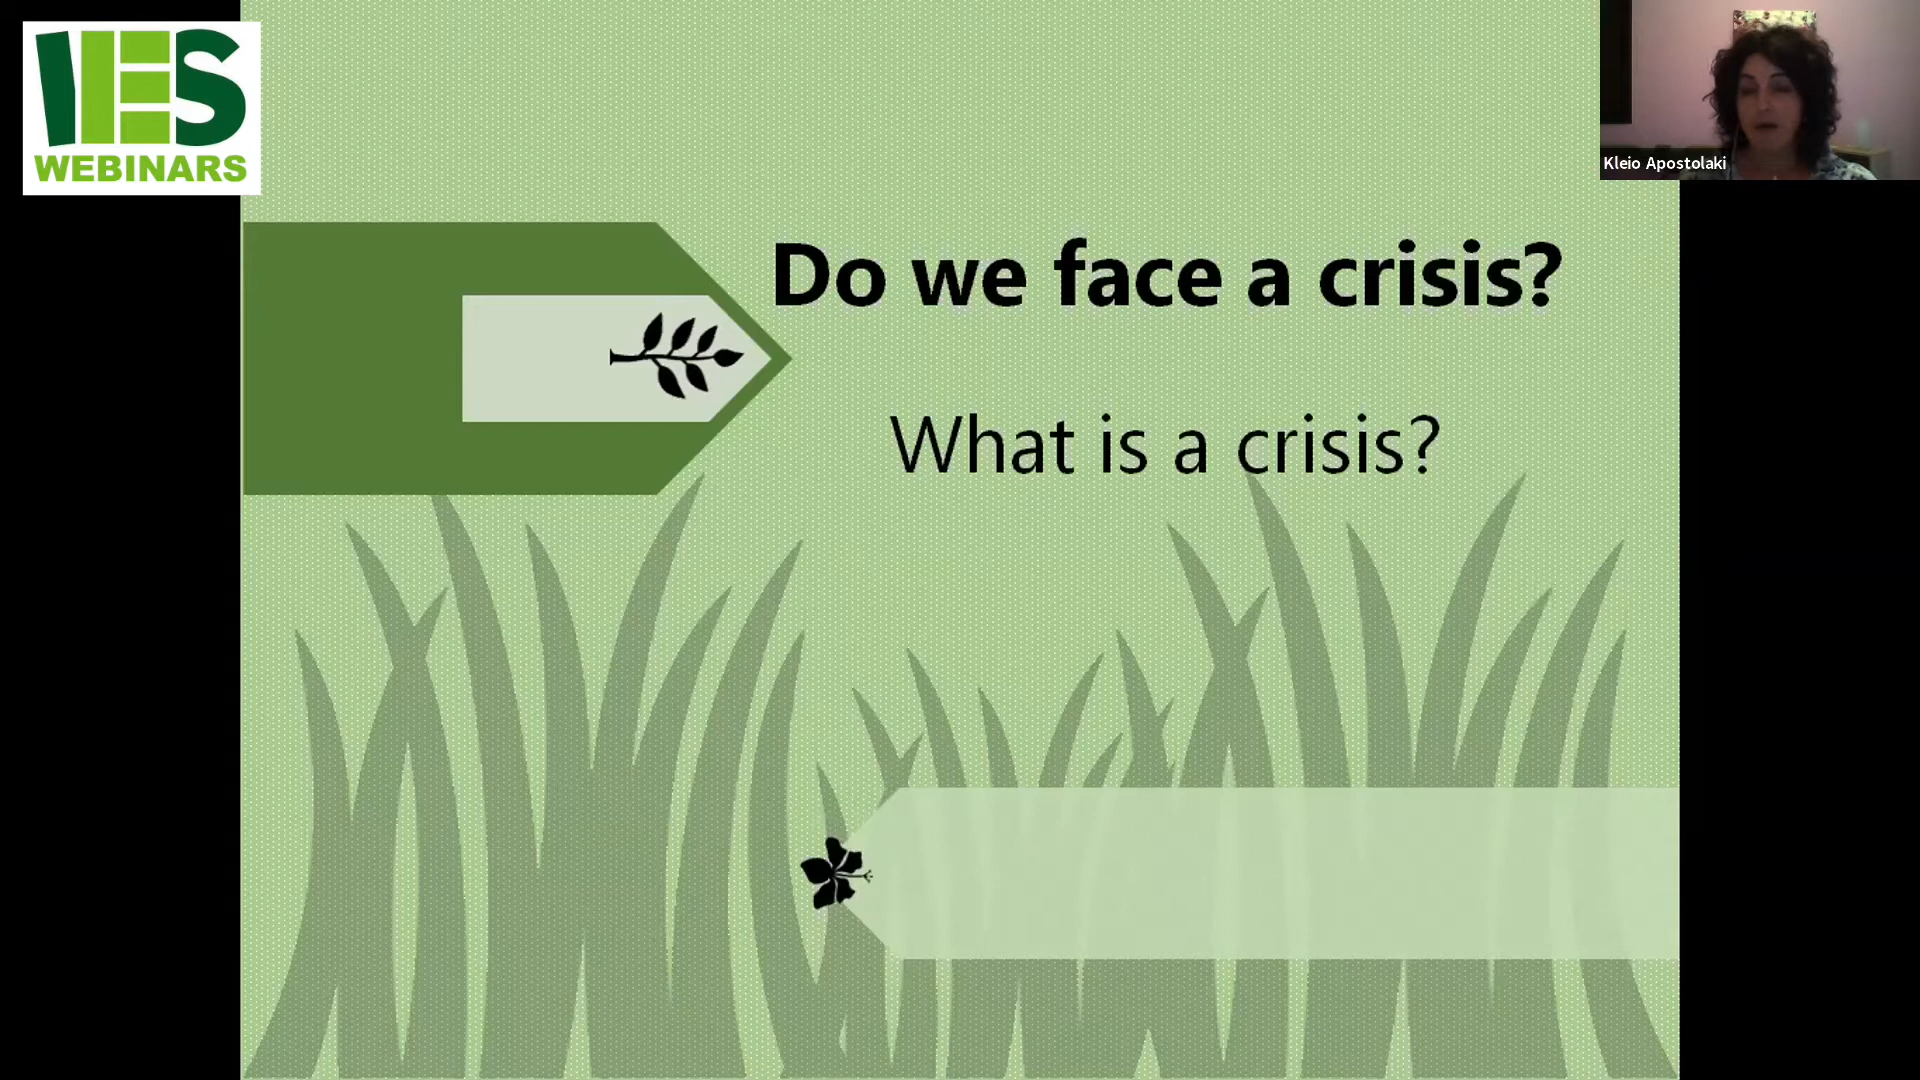 IES
WEBINARS
Kleio Apostolaki
Do we face a crisis?
What is a crisis?